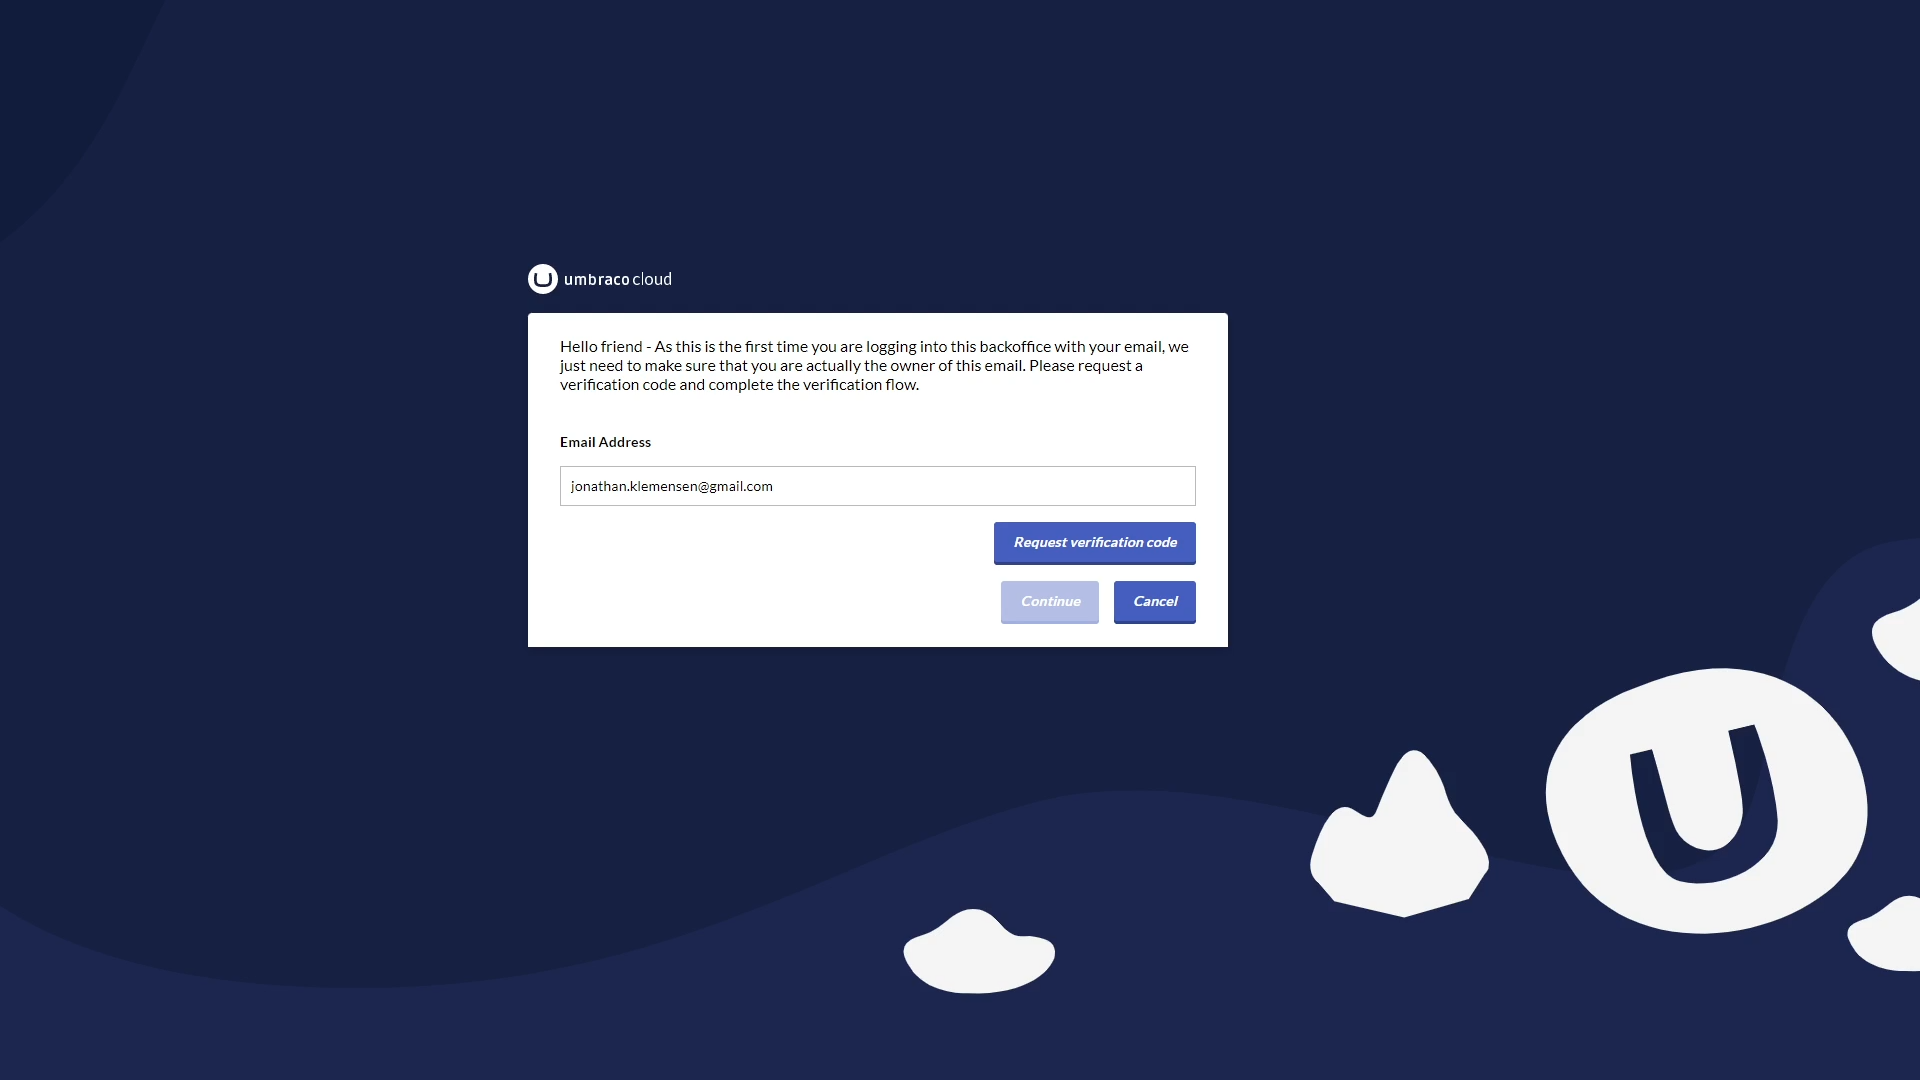 umbraco cloud
Hello friend - As this is the first time you are logging into this backoffice with your email, we
just need to make sure that you are actually the owner of this email. Please request a
verification code and complete the verification flow.
Email Address
jonathan.klemensen@gmail.com
Request verification code
Continue Cancel
U